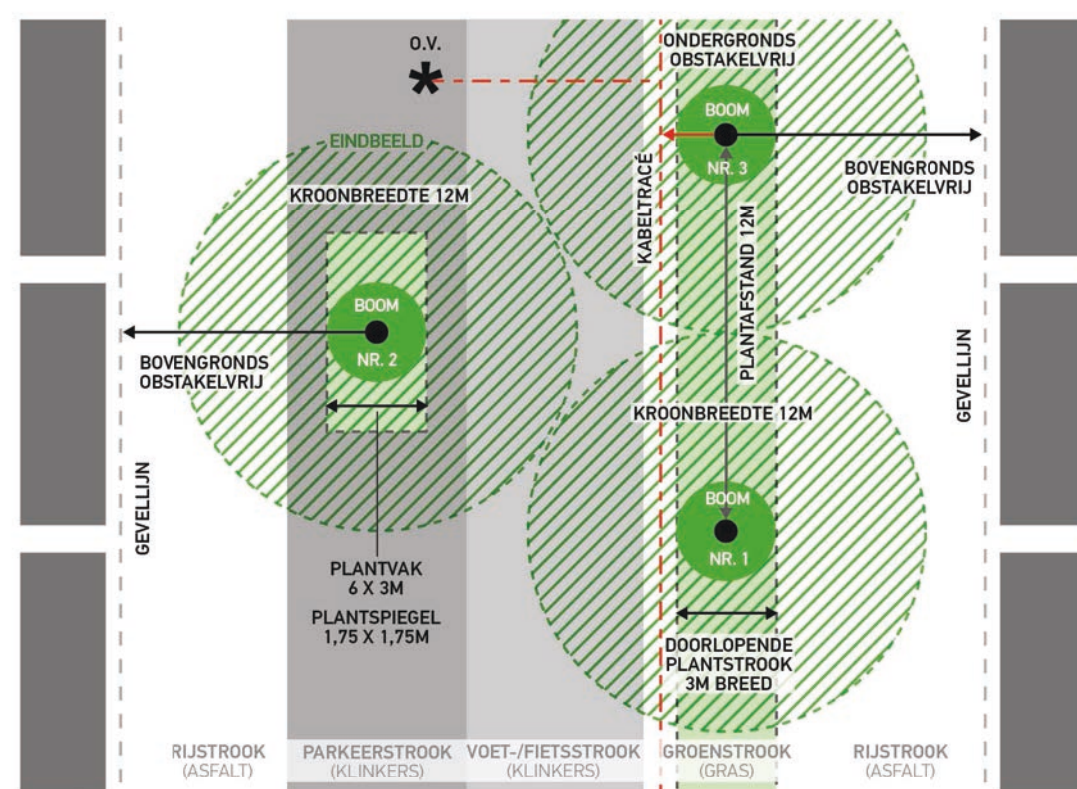 O.V.
ONDERGRONDS
OBSTAKELVRIJ
BOOM
NR. 3
EINDBEELD
KROONBREEDTE 12M
KABELTRACÉ
PLANTAFSTAND 12M
BOVENGRONDS
OBSTAKELVRIJ
BOOM
NR. 2
BOVENGRONDS
OBSTAKELVRIJ
GEVELLIJN
GEVELLIJN
KROONBREEDTE 12M
BOOM
NR. 1
PLANTVAK
6 X 3M
PLANTSPIEGEL
1,75 X 1,75M
DOORLOPENDE
PLANTSTROOK
3M BREED
RIJSTROOK
(ASFALT)
PARKEERSTROOK
(KLINKERS)
VOET-/FIETSSTROOK
(KLINKERS)
GROENSTROOK
(GRAS)
RIJSTROOK
(ASFALT)